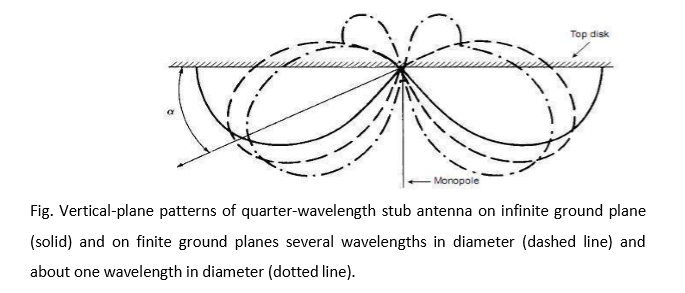 Top disk
α
Monopole
Fig. Vertical-plane patterns of quarter-wavelength stub antenna on infinite ground plane
(solid) and on finite ground planes several wavelengths in diameter (dashed line) and
about one wavelength in diameter (dotted line).